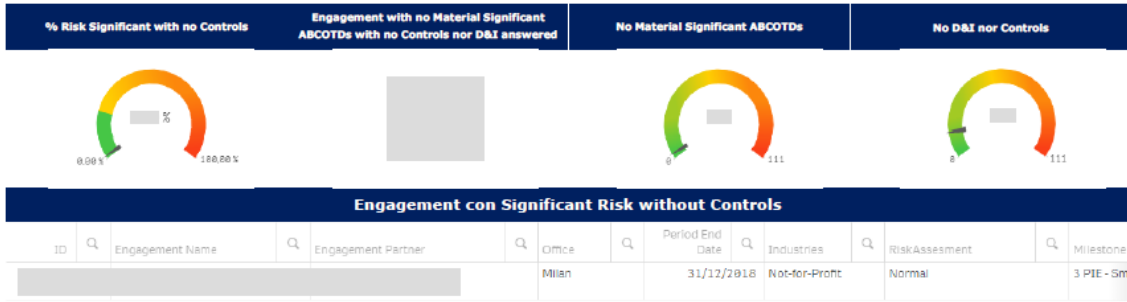 % Risk Significant with no Controls
Engagement with no Material Significant
ABCOTDs with no Controls nor D&I answered
No Material Significant ABCOTDs
No D&I nor Controls
%
0.00 % 100,00 %
0 111
0 111
Engagement con Significant Risk without Controls
ID Engagement Name Engagement Partner Office Period End
Date Industries RiskAssesment Milestone
Milan 31/12/2018 Not-for-Profit Normal 3 PIE - Sm